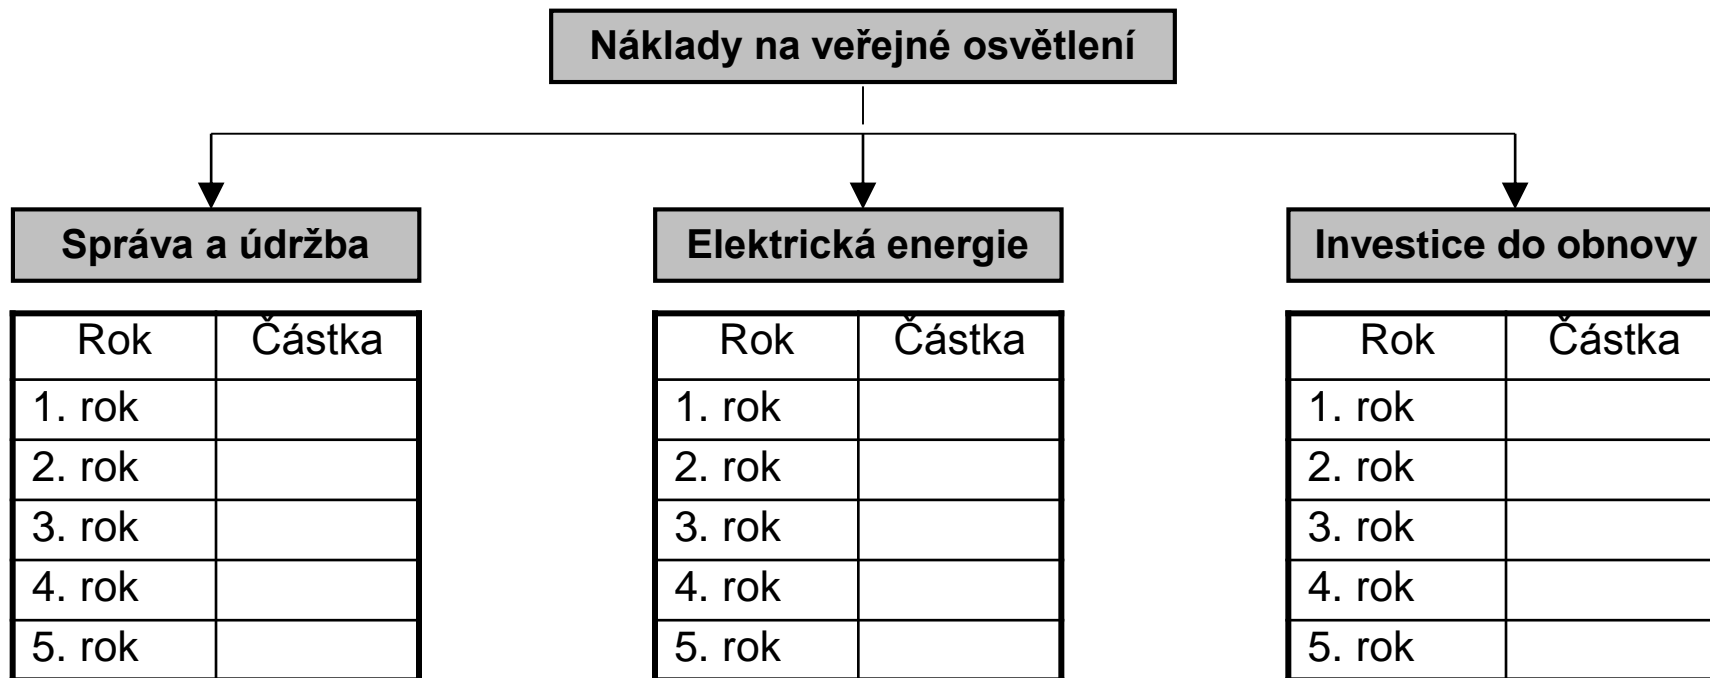 Náklady na veřejné osvětlení
Správa a údržba
Elektrická energie
Investice do obnovy
Rok Částka
1. rok
2. rok
3. rok
4. rok
5. rok
Rok Částka
1. rok
2. rok
3. rok
4. rok
5. rok
Rok Částka
1. rok
2. rok
3. rok
4. rok
5. rok